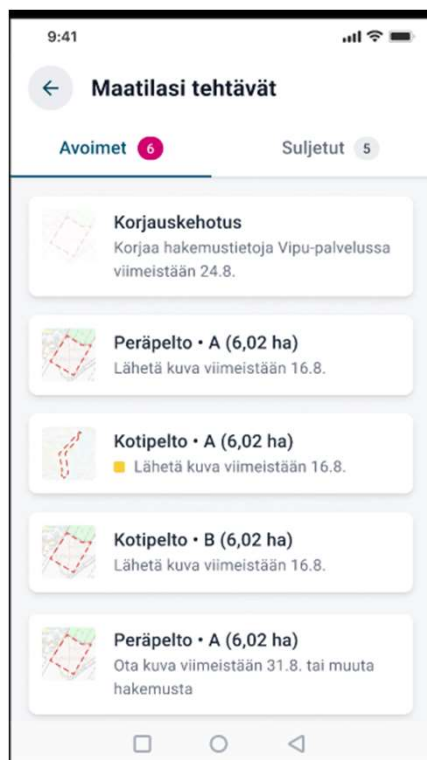 9:41
Maatilasi tehtävät
Avoimet 6 Suljetut 5
Korjauskehotus
Korjaa hakemustietoja Vipu-palvelussa
viimeistään 24.8.
Peräpelto • A (6,02 ha)
Lähetä kuva viimeistään 16.8.
Kotipelto • A (6,02 ha)
Lähetä kuva viimeistään 16.8.
Kotipelto • B (6,02 ha)
Lähetä kuva viimeistään 16.8.
Peräpelto • A (6,02 ha)
Ota kuva viimeistään 31.8. tai muuta
hakemusta